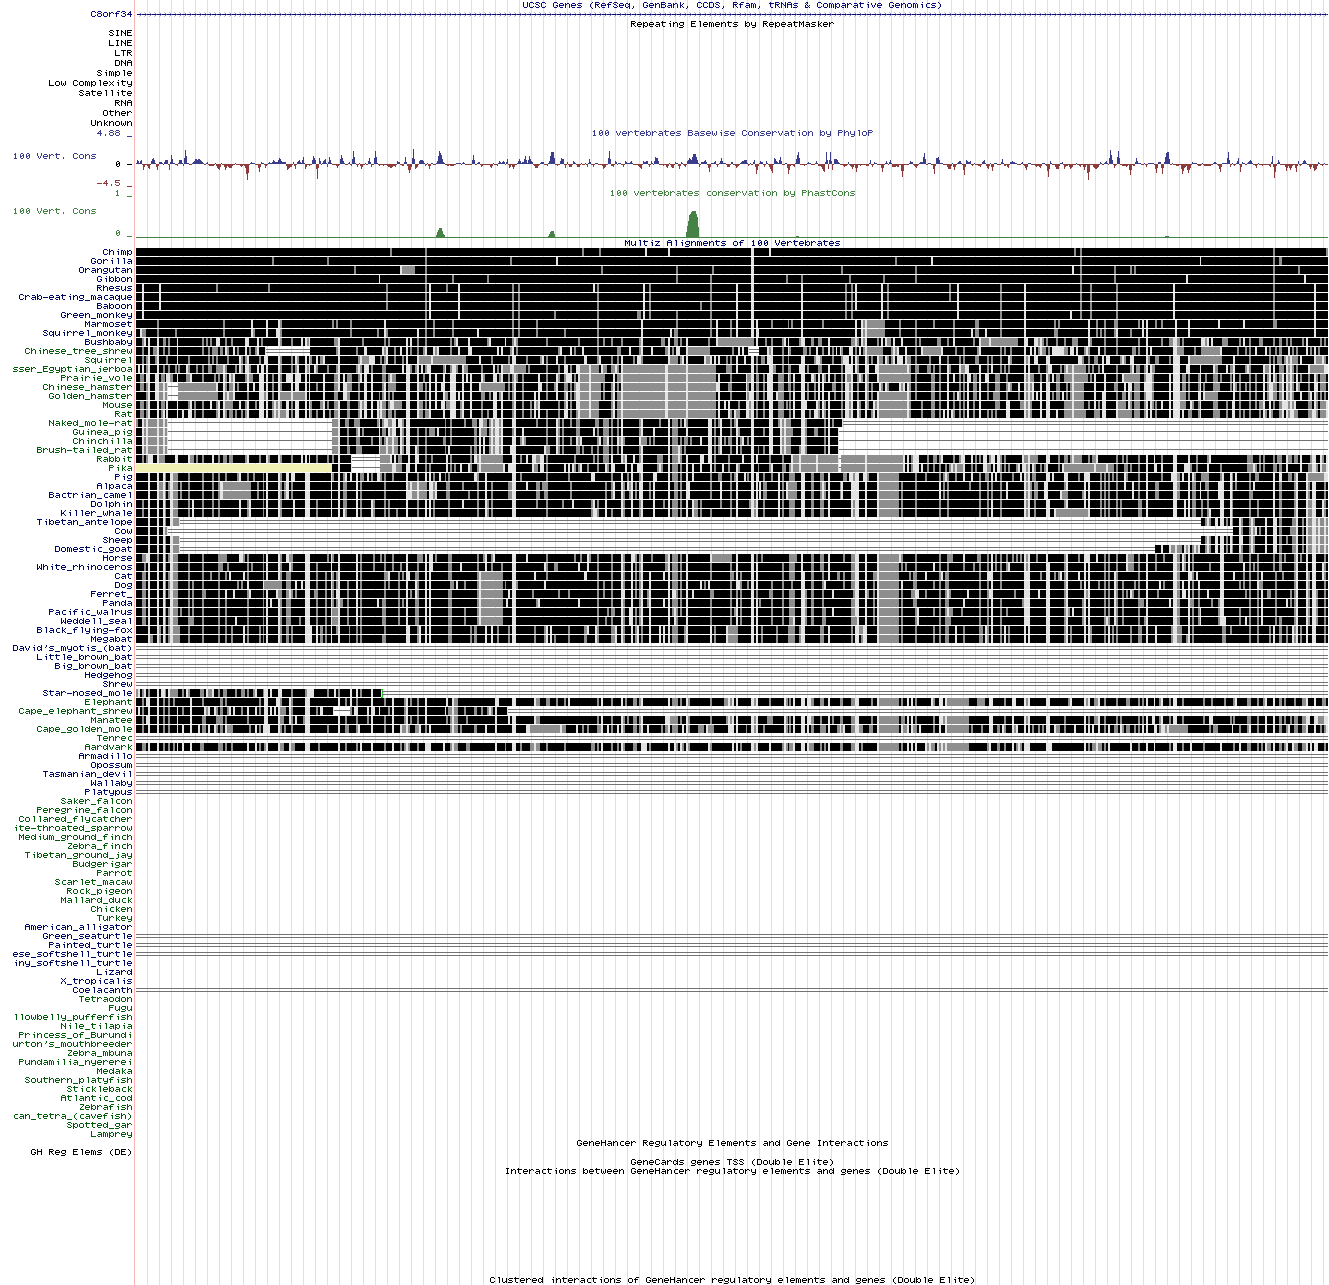 UCSC Genes (RefSeq, GenBank, CCDS, Rfam, tRNAs & Comparative Genomics)
C8orf34
Repeating Elements by RepeatMasker
SINE
LINE
LTR
DNA
Simple
Low Complexity
Satellite
RNA
Other
Unknown
4.88 _
100 vertebrates Basewise Conservation by PhyloP
100 Vert. Cons
0 _
-4.5 _
1 _
100 vertebrates conservation by PhastCons
100 Vert. Cons
0 _
Multiz Alignments of 100 Vertebrates
Chimp
Gorilla
Orangutan
Gibbon
Rhesus
Crab-eating_macaque
Baboon
Green_monkey
Marmoset
Squirrel_monkey
Bushbaby
Chinese_tree_shrew
Squirrel
sser_Egyptian_jerboa
Prairie_vole
Chinese_hamster
Golden_hamster
Mouse
Rat
Naked_mole-rat
Guinea_pig
Chinchilla
Brush-tailed_rat
Rabbit
Pika
Pig
Alpaca
Bactrian_camel
Dolphin
Killer_whale
Tibetan_antelope
Cow
Sheep
Domestic_goat
Horse
White_rhinoceros
Cat
Dog
Ferret_
Panda
Pacific_walrus
Weddell_seal
Black_flying-fox
Megabat
David's_myotis_(bat)
Little_brown_bat
Big_brown_bat
Hedgehog
Shrew
Star-nosed_mole
Elephant
Cape_elephant_shrew
Manatee
Cape_golden_mole
Tenrec
Aardvark
Armadillo
Opossum
Tasmanian_devil
Wallaby
Platypus
Saker_falcon
Peregrine_falcon
Collared_flycatcher
ite-throated_sparrow
Medium_ground_finch
Zebra_finch
Tibetan_ground_jay
Budgerigar
Parrot
Scarlet_macaw
Rock_pigeon
Mallard_duck
Chicken
Turkey
American_alligator
Green_seaturtle
Painted_turtle
ese_softshell_turtle
iny_softshell_turtle
Lizard
X_tropicalis
Coelacanth
Tetraodon
Fugu
llowbelly_pufferfish
Nile_tilapia
Princess_of_Burundi
urton's_mouthbreeder
Zebra_mbuna
Pundamilia_nyererei
Medaka
Southern_platyfish
Stickleback
Atlantic_cod
Zebrafish
can_tetra_(cavefish)
Spotted_gar
Lamprey
GeneHancer Regulatory Elements and Gene Interactions
GH Reg Elems (DE)
GeneCards genes TSS (Double Elite)
Interactions between GeneHancer regulatory elements and genes (Double Elite)
Clustered interactions of GeneHancer regulatory elements and genes (Double Elite)